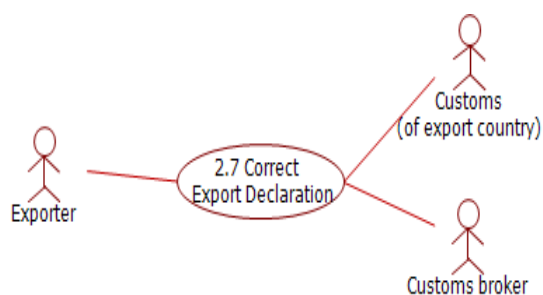 Customs
(of export country)
2.7 Correct
Export Declaration
Exporter
Customs broker